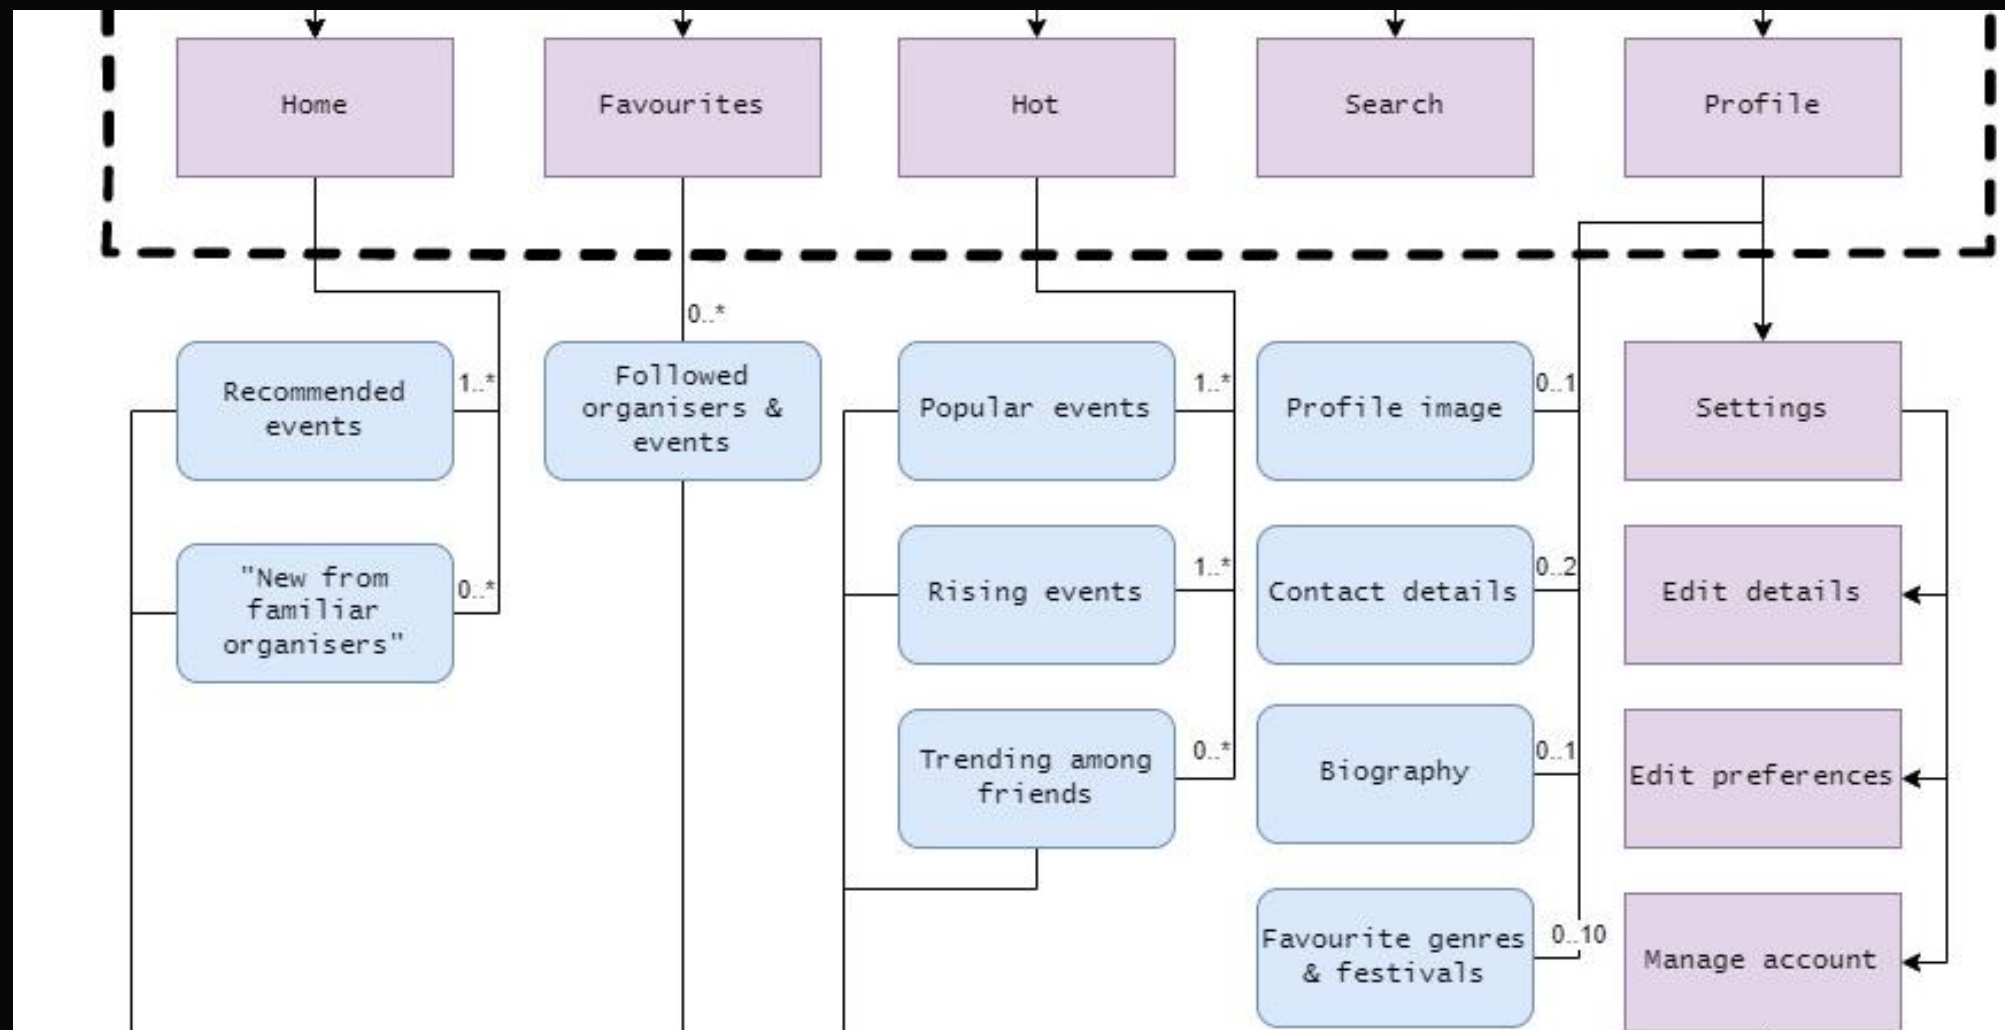 Home
Favourites
Hot
Search
Profile
0..*
Recommended
events
1..*
Followed
organisers &
events
Popular events
1..*
Profile image
0..1
Settings
"New from
familiar
organisers"
0..*
Rising events
1..*
Contact details
0..2
Edit details
Trending among
friends
0..*
Biography
0..1
Edit preferences
Favourite genres
& festivals
0..10
Manage account